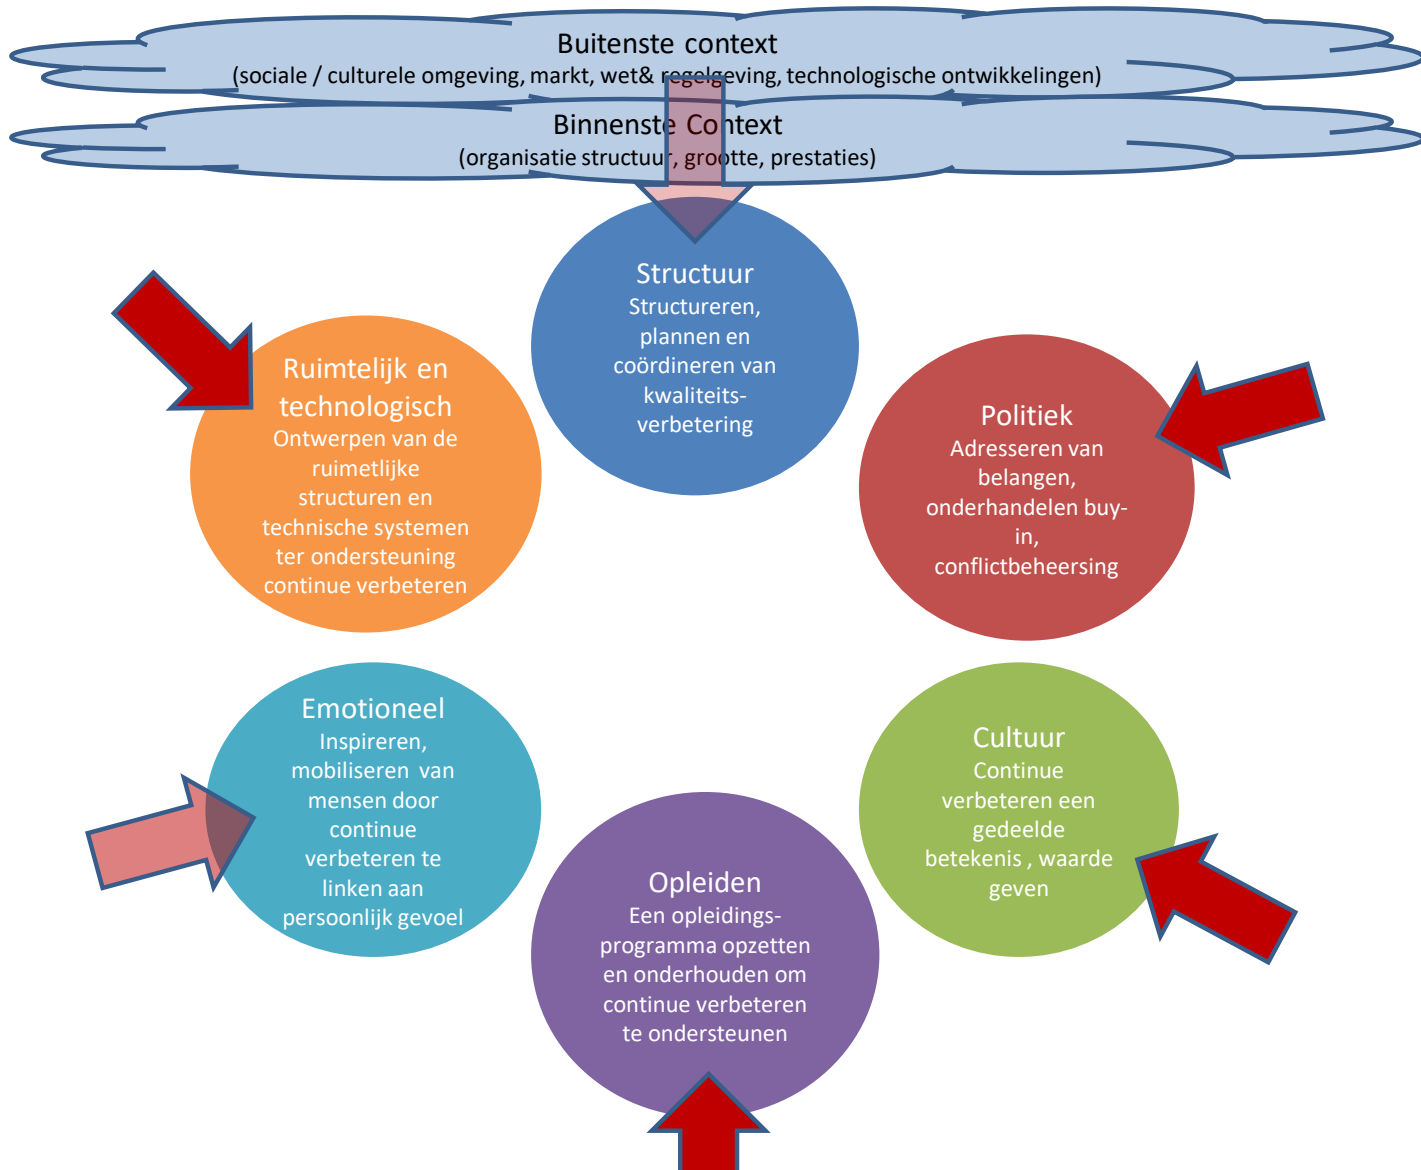 Buitenste context
(sociale / culturele omgeving, markt, wet& regelgeving, technologische ontwikkelingen)
Binnenste Context
(organisatie structuur, grootte, prestaties)
Structuur
Structureren,
plannen en
coördineren van
kwaliteits-
verbetering
Ruimtelijk en
technologisch
Ontwerpen van de
ruimetlijke
structuren en
technische systemen
ter ondersteuning
continue verbeteren
Politiek
Adresseren van
belangen,
onderhandelen buy-
in,
conflictbeheersing
Emotioneel
Inspireren,
mobiliseren van
mensen door
continue
verbeteren te
linken aan
persoonlijk gevoel
Cultuur
Continue
verbeteren een
gedeelde
betekenis , waarde
geven
Opleiden
Een opleidings-
programma opzetten
en onderhouden om
continue verbeteren
te ondersteunen